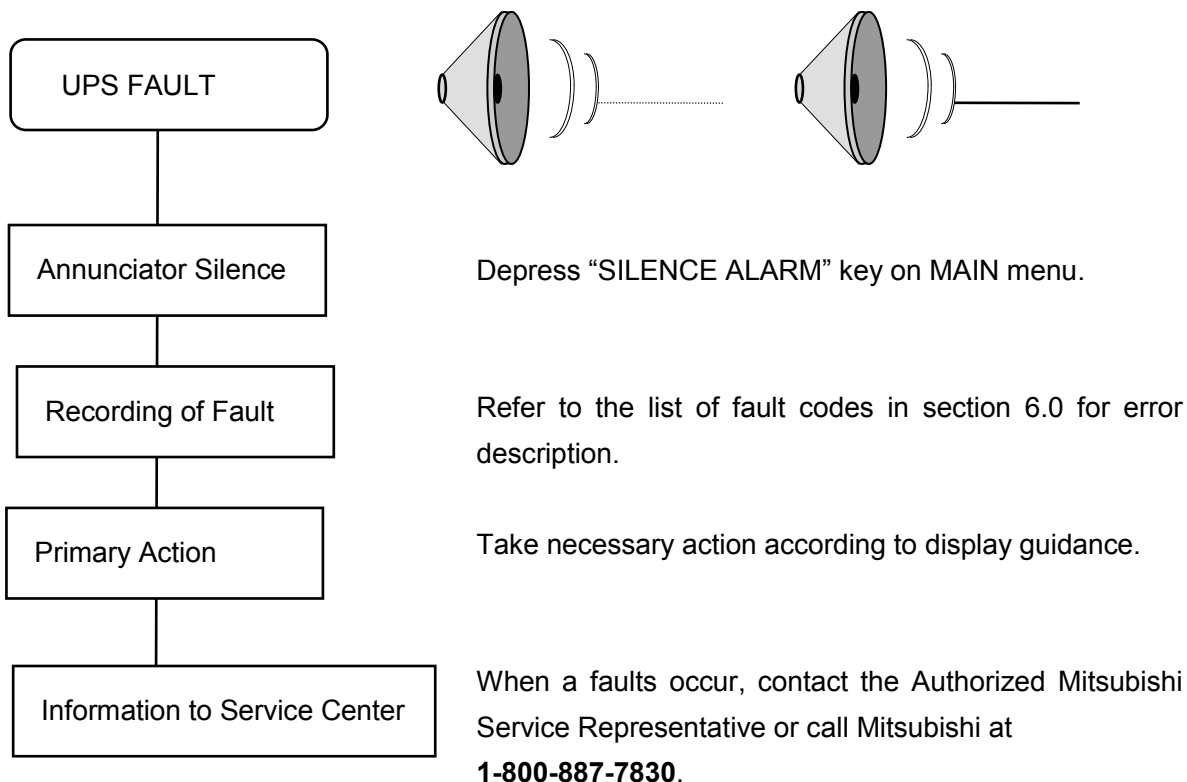 UPS FAULT
Annunciator Silence
Depress “SILENCE ALARM” key on MAIN menu.
Recording of Fault
Refer to the list of fault codes in section 6.0 for error
description.
Primary Action
Take necessary action according to display guidance.
Information to Service Center
When a faults occur, contact the Authorized Mitsubishi
Service Representative or call Mitsubishi at
1-800-887-7830.